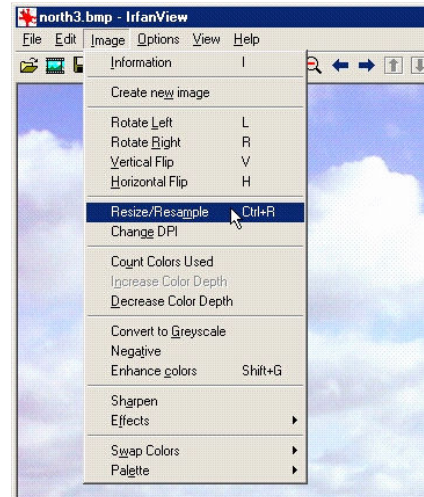 north3.bmp - IrfanView
File Edit Image Options View Help
Information I
Create new image
Rotate Left L
Rotate Right R
Vertical Flip V
Horizontal Flip H
Resize/Resample Ctrl+R
Change DPI
Count Colors Used
Increase Color Depth
Decrease Color Depth
Convert to Greyscale
Negative
Enhance colors Shift+G
Sharpen
Effects
Swap Colors
Palette